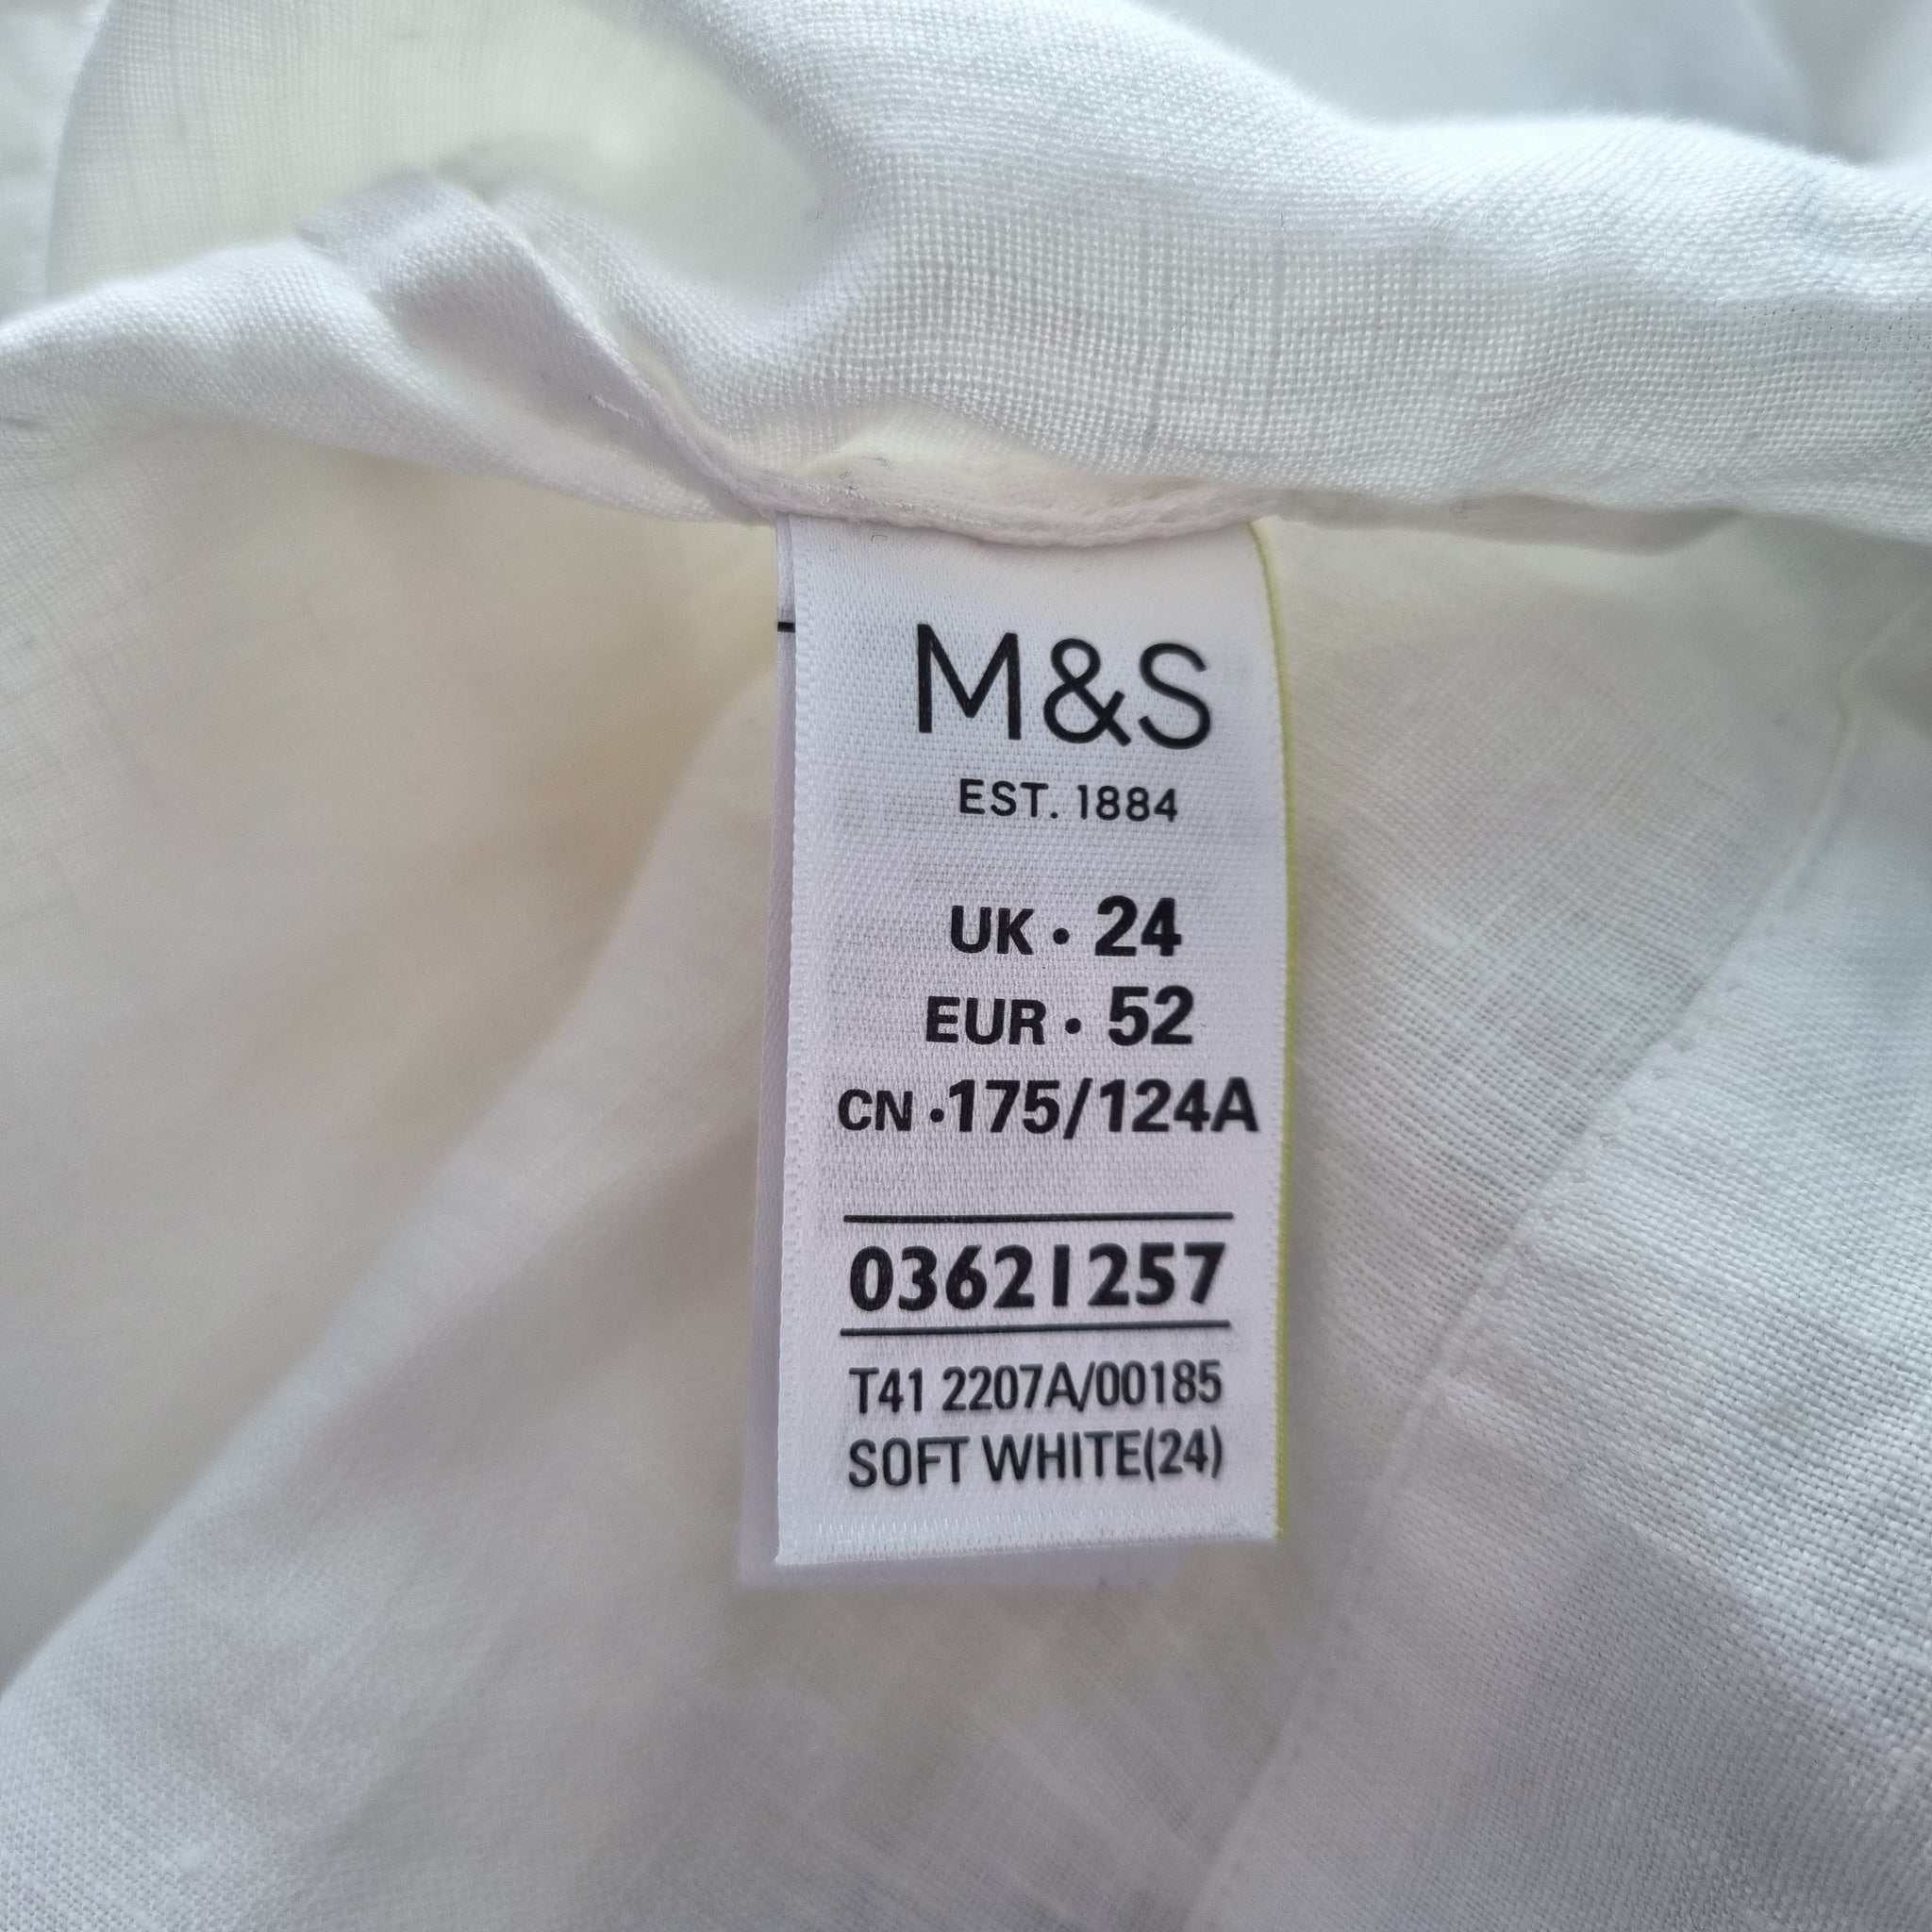 M&S
EST. 1884
UK · 24
EUR · 52
CN ·175/124A
03621257
T41 2207A/00185
SOFT WHITE(24)